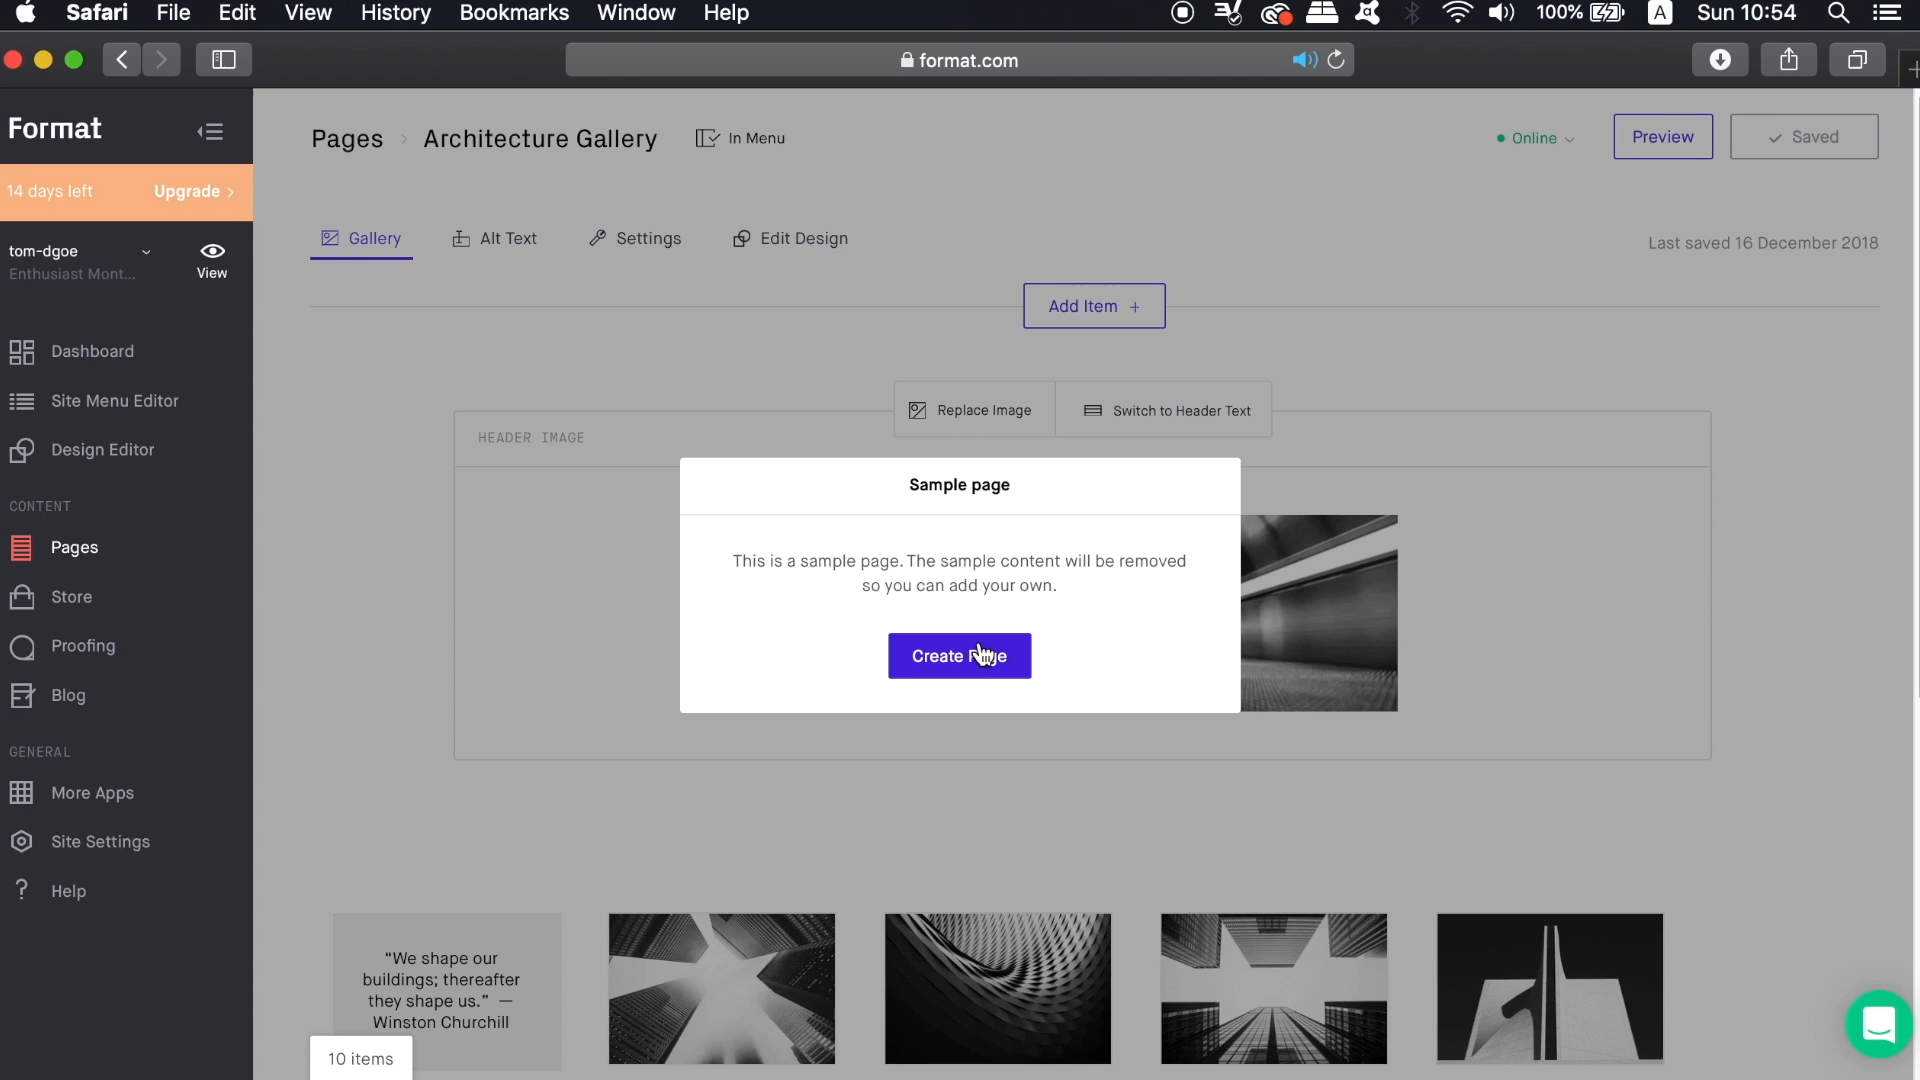 Safari File Edit View History Bookmarks Window Help 100% A Sun 10:54
format.com
Format
14 days left Upgrade >
tom-dgoe
Enthusiast Mont...
View
Dashboard
Site Menu Editor
Design Editor
CONTENT
Pages
Store
Proofing
Blog
GENERAL
More Apps
Site Settings
? Help
Pages > Architecture Gallery In Menu
Online Preview Saved
Gallery Alt Text Settings Edit Design
Last saved 16 December 2018
Add Item +
Replace Image Switch to Header Text
HEADER IMAGE
Sample page
This is a sample page. The sample content will be removed
so you can add your own.
Create
“We shape our
buildings; thereafter
they shape us.” —
Winston Churchill
10 items